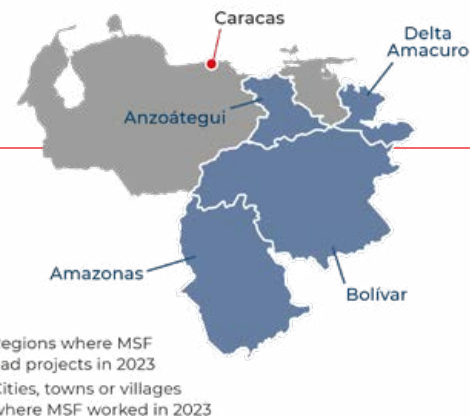 Caracas
Delta
Amacuro
Anzoátegui
Amazonas
Bolívar
egions where MSF
ad projects in 2023
ities, towns or villages
where MSF worked in 2023